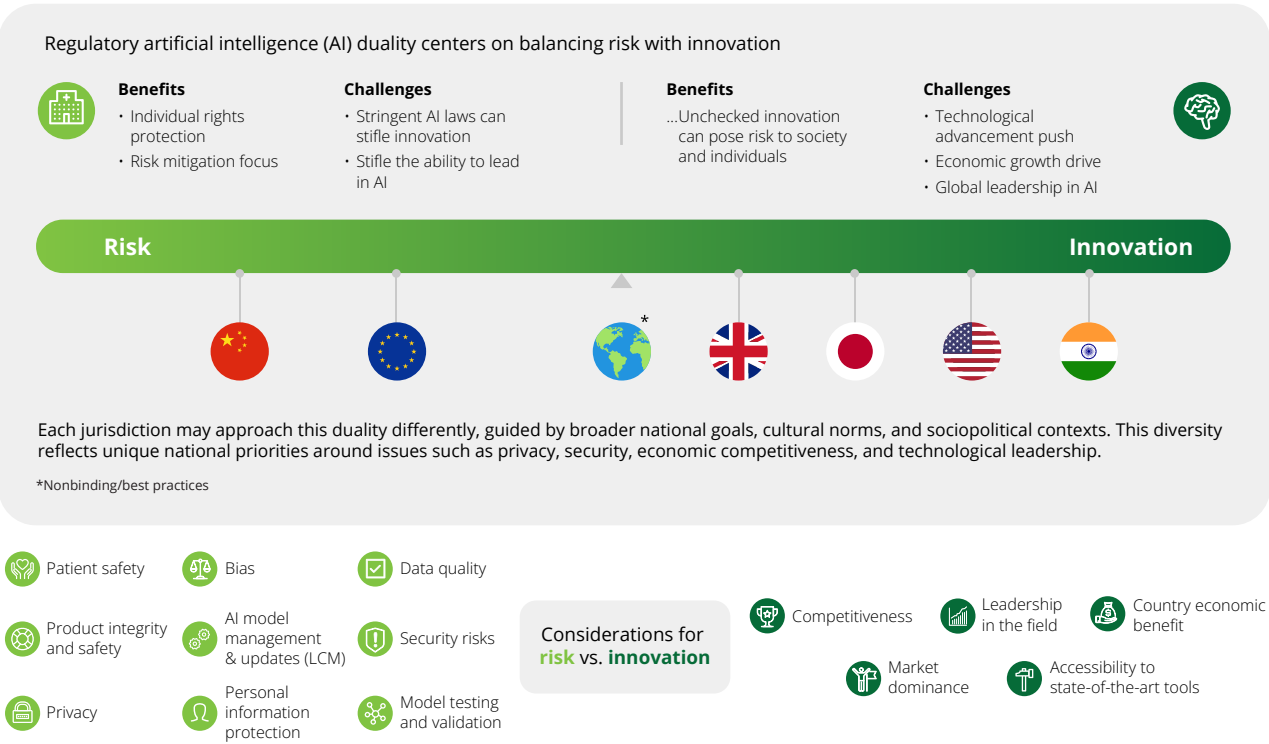 Regulatory artificial intelligence (AI) duality centers on balancing risk with innovation
Benefits
• Individual rights
protection
• Risk mitigation focus
Challenges
• Stringent AI laws can
stifle innovation
• Stifle the ability to lead
in AI
Benefits
...Unchecked innovation
can pose risk to society
and individuals
Challenges
• Technological
advancement push
• Economic growth drive
• Global leadership in AI
Risk
Innovation
*
Each jurisdiction may approach this duality differently, guided by broader national goals, cultural norms, and sociopolitical contexts. This diversity
reflects unique national priorities around issues such as privacy, security, economic competitiveness, and technological leadership.
*Nonbinding/best practices
Patient safety
Bias
Data quality
Product integrity
and safety
AI model
management
& updates (LCM)
Security risks
Privacy
Personal
information
protection
Model testing
and validation
Considerations for
risk vs. innovation
Competitiveness
Leadership
in the field
Country economic
benefit
Market
dominance
Accessibility to
state-of-the-art tools